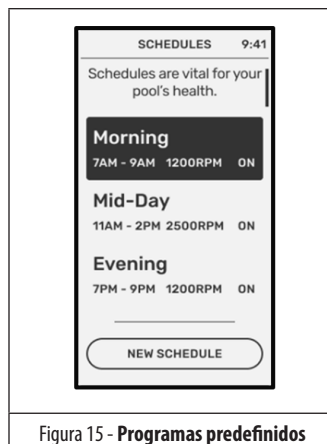 SCHEDULES 9:41
Schedules are vital for your
pool's health.
Morning
7AM - 9AM 1200RPM ON
Mid-Day
11AM - 2PM 2500RPM ON
Evening
7PM - 9PM 1200RPM ON
NEW SCHEDULE
Figura 15 - Programas predefinidos